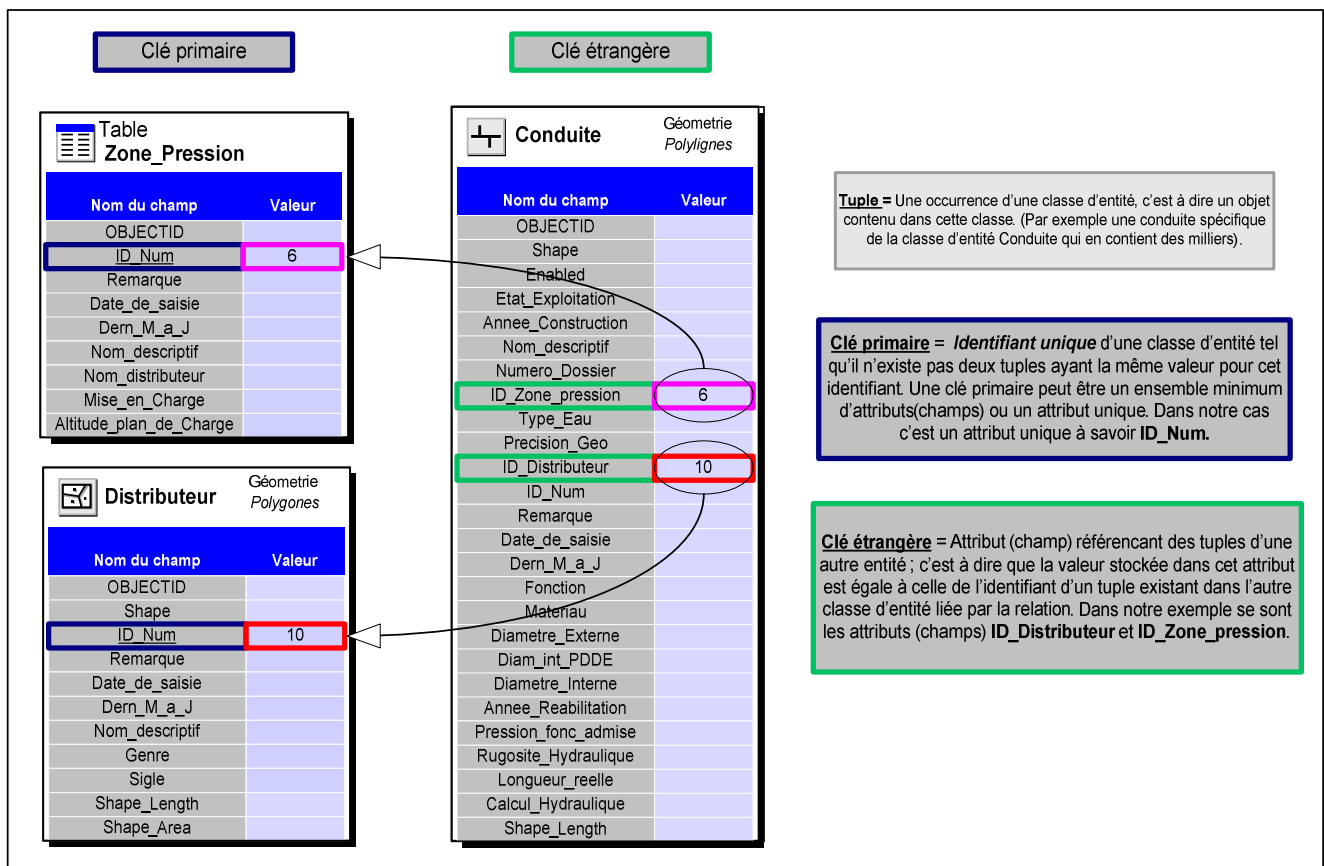 Clé primaire
Clé étrangère
Table
Zone_Pression
Nom du champ Valeur
OBJECTID
ID_Num 6
Remarque
Date_de_saisie
Dern_M_a_J
Nom_descriptif
Nom_distributeur
Mise_en_Charge
Altitude_plan_de_Charge
Distributeur
Géometrie
Polygones
Nom du champ Valeur
OBJECTID
Shape
ID_Num 10
Remarque
Date_de_saisie
Dern_M_a_J
Nom_descriptif
Genre
Sigle
Shape_Length
Shape_Area
Conduite
Géometrie
Polylignes
Nom du champ Valeur
OBJECTID
Shape
Enabled
Etat_Exploitation
Annee_Construction
Nom_descriptif
Numero_Dossier
ID_Zone_pression 6
Type_Eau
Precision_Geo
ID_Distributeur 10
ID_Num
Remarque
Date_de_saisie
Dern_M_a_J
Fonction
Materiau
Diametre_Externe
Diam_int_PDDE
Diametre_Interne
Annee_Reabilitation
Pression_fonc_admise
Rugosite_Hydraulique
Longueur_reelle
Calcul_Hydraulique
Shape_Length
Tuple = Une occurrence d'une classe d'entité, c'est à dire un objet
contenu dans cette classe. (Par exemple une conduite spécifique
de la classe d'entité Conduite qui en contient des milliers).
Clé primaire = Identifiant unique d'une classe d'entité tel
qu'il n'existe pas deux tuples ayant la même valeur pour cet
identifiant. Une clé primaire peut être un ensemble minimum
d'attributs(champs) ou un attribut unique. Dans notre cas
c'est un attribut unique à savoir ID_Num.
Clé étrangère = Attribut (champ) référencant des tuples d'une
autre entité ; c'est à dire que la valeur stockée dans cet attribut
est égale à celle de l'identifiant d'un tuple existant dans l'autre
classe d'entité liée par la relation. Dans notre exemple se sont
les attributs (champs) ID_Distributeur et ID_Zone_pression.